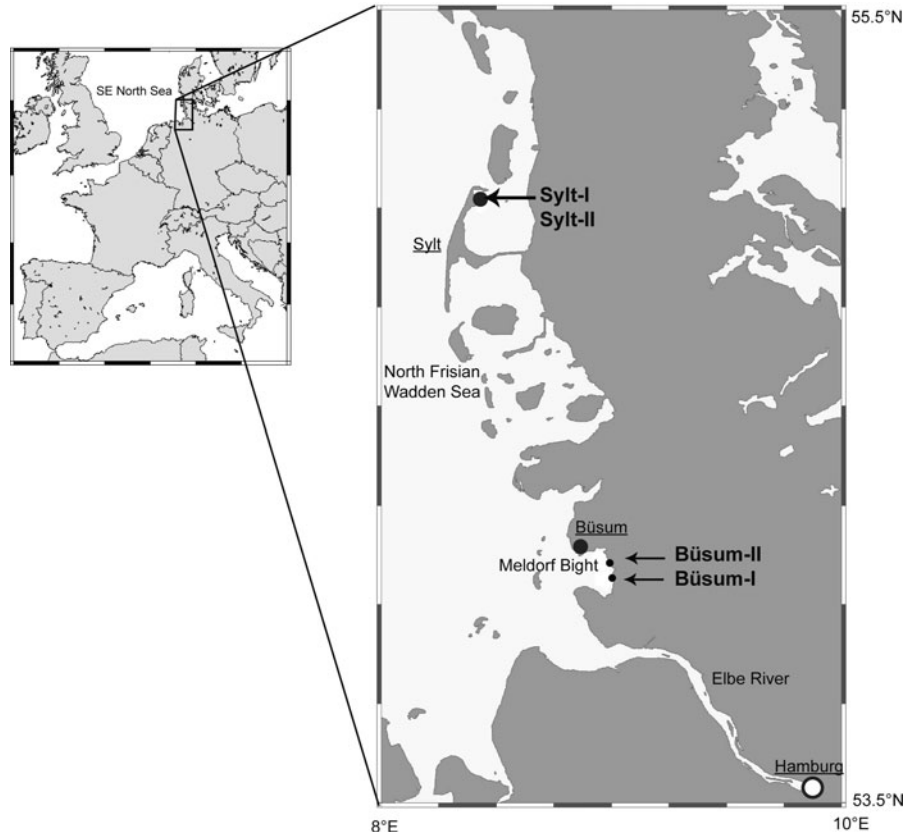 55.5°N
SE North Sea
Sylt-I
Sylt-II
Sylt
North Frisian
Wadden Sea
Büsum
Büsum-II
Meldorf Bight
Büsum-I
Elbe River
Hamburg
53.5°N
8°E
10°E